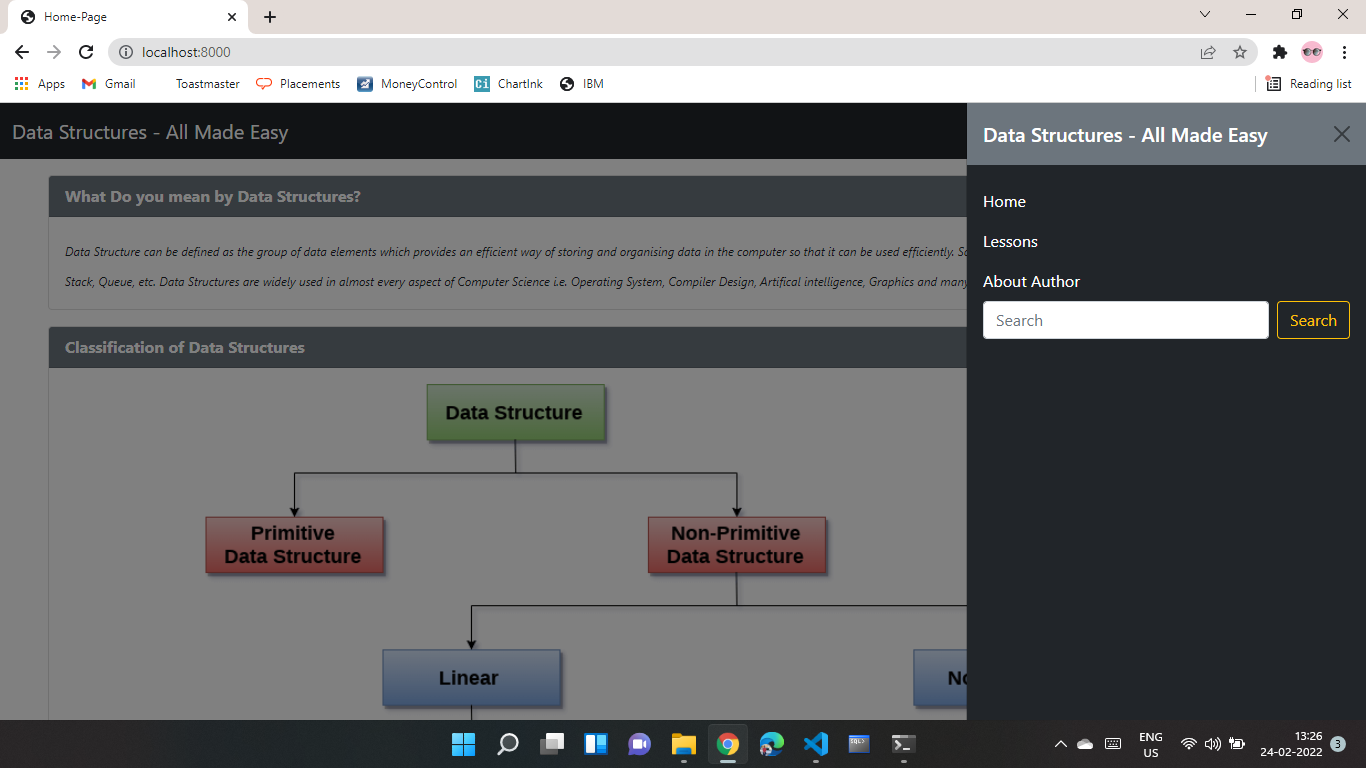 Home-Page
localhost:8000
Apps Gmail Toastmaster Placements MoneyControl ChartInk IBM Reading list
Data Structures - All Made Easy
What Do you mean by Data Structures?
Data Structure can be defined as the group of data elements which provides an efficient way of storing and organising data in the computer so that it can be used efficiently. So
Stack, Queue, etc. Data Structures are widely used in almost every aspect of Computer Science i.e. Operating System, Compiler Design, Artifical intelligence, Graphics and many
Classification of Data Structures
Data Structure
Primitive
Data Structure
Non-Primitive
Data Structure
Linear
Data Structures - All Made Easy
Home
Lessons
About Author
Search Search
Ci
SQL>
ENG
US
13:26
24-02-2022
3